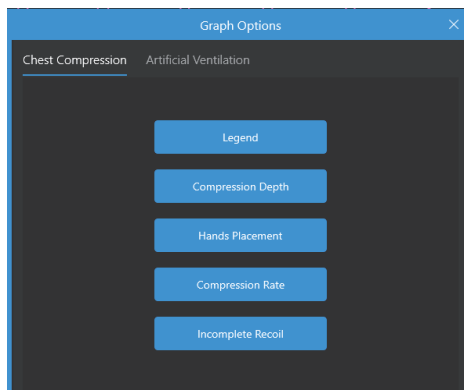 Graph Options
Chest Compression Artificial Ventilation
Legend
Compression Depth
Hands Placement
Compression Rate
Incomplete Recoil